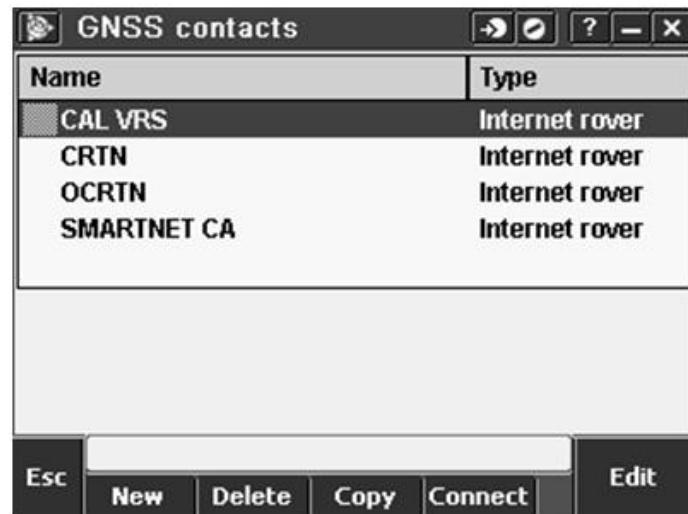 GNSS contacts ? – X
Name Type
CAL VRS Internet rover
CRTN Internet rover
OCRTN Internet rover
SMARTNET CA Internet rover
Esc New Delete Copy Connect Edit